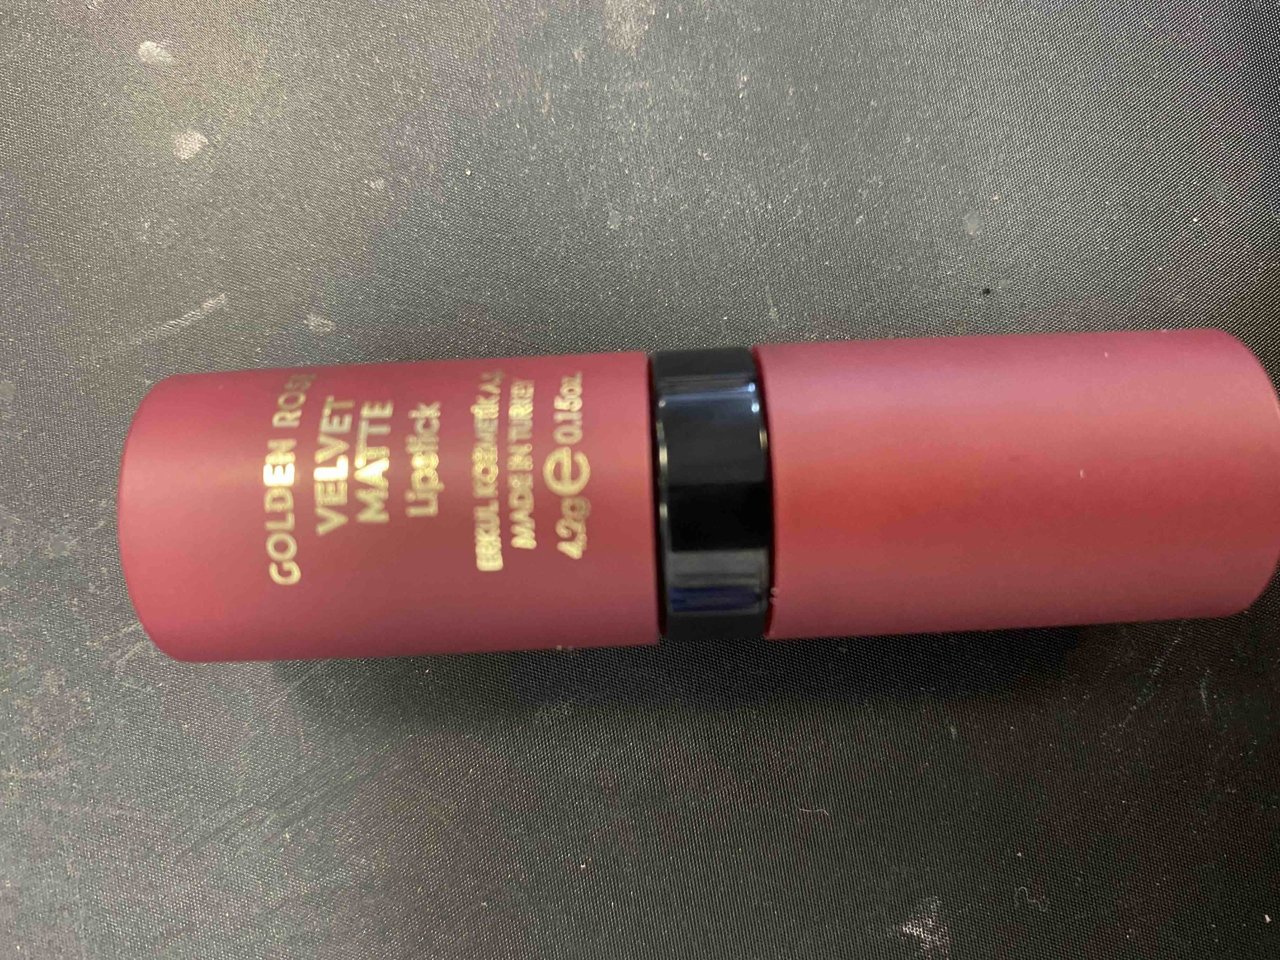 GOLDEN ROSE
VELVET
MATTE
Lipstick
ERKUL KOZMETİK A.Ş
MADE IN TURKEY
4.2g e 0.15oz.